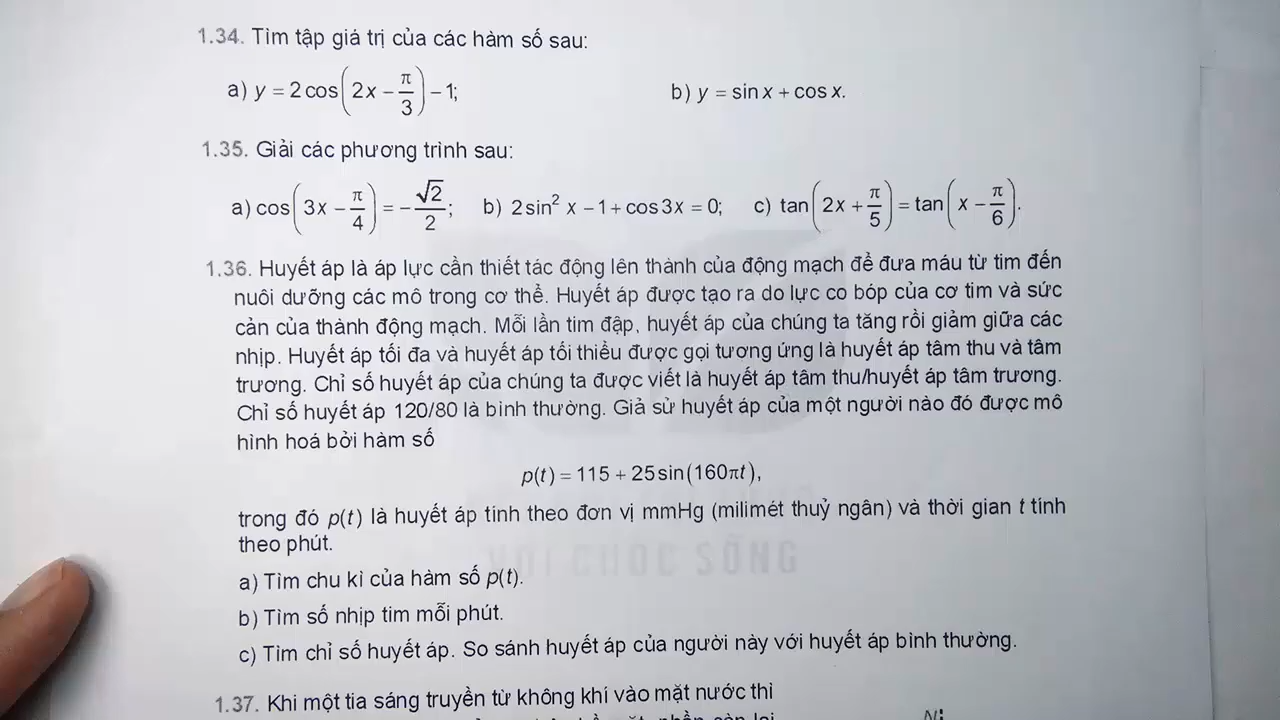 1.34. Tìm tập giá trị của các hàm số sau:
a) y = 2cos(2x − π/3) − 1; b) y = sin x + cos x.
1.35. Giải các phương trình sau:
a) cos(3x − π/4) = −√2/2; b) 2sin² x − 1 + cos3x = 0; c) tan(2x + π/5) = tan(x − π/6).
1.36. Huyết áp là áp lực cần thiết tác động lên thành của động mạch để đưa máu từ tim đến
nuôi dưỡng các mô trong cơ thể. Huyết áp được tạo ra do lực co bóp của cơ tim và sức
cản của thành động mạch. Mỗi lần tim đập, huyết áp của chúng ta tăng rồi giảm giữa các
nhịp. Huyết áp tối đa và huyết áp tối thiểu được gọi tương ứng là huyết áp tâm thu và tâm
trương. Chỉ số huyết áp của chúng ta được viết là huyết áp tâm thu/huyết áp tâm trương.
Chỉ số huyết áp 120/80 là bình thường. Giả sử huyết áp của một người nào đó được mô
hình hoá bởi hàm số
p(t) = 115 + 25sin(160πt),
trong đó p(t) là huyết áp tính theo đơn vị mmHg (milimét thuỷ ngân) và thời gian t tính
theo phút.
VỚI CUỘC SỐNG
a) Tìm chu kì của hàm số p(t).
b) Tìm số nhịp tim mỗi phút.
c) Tìm chỉ số huyết áp. So sánh huyết áp của người này với huyết áp bình thường.
1.37. Khi một tia sáng truyền từ không khí vào mặt nước thì